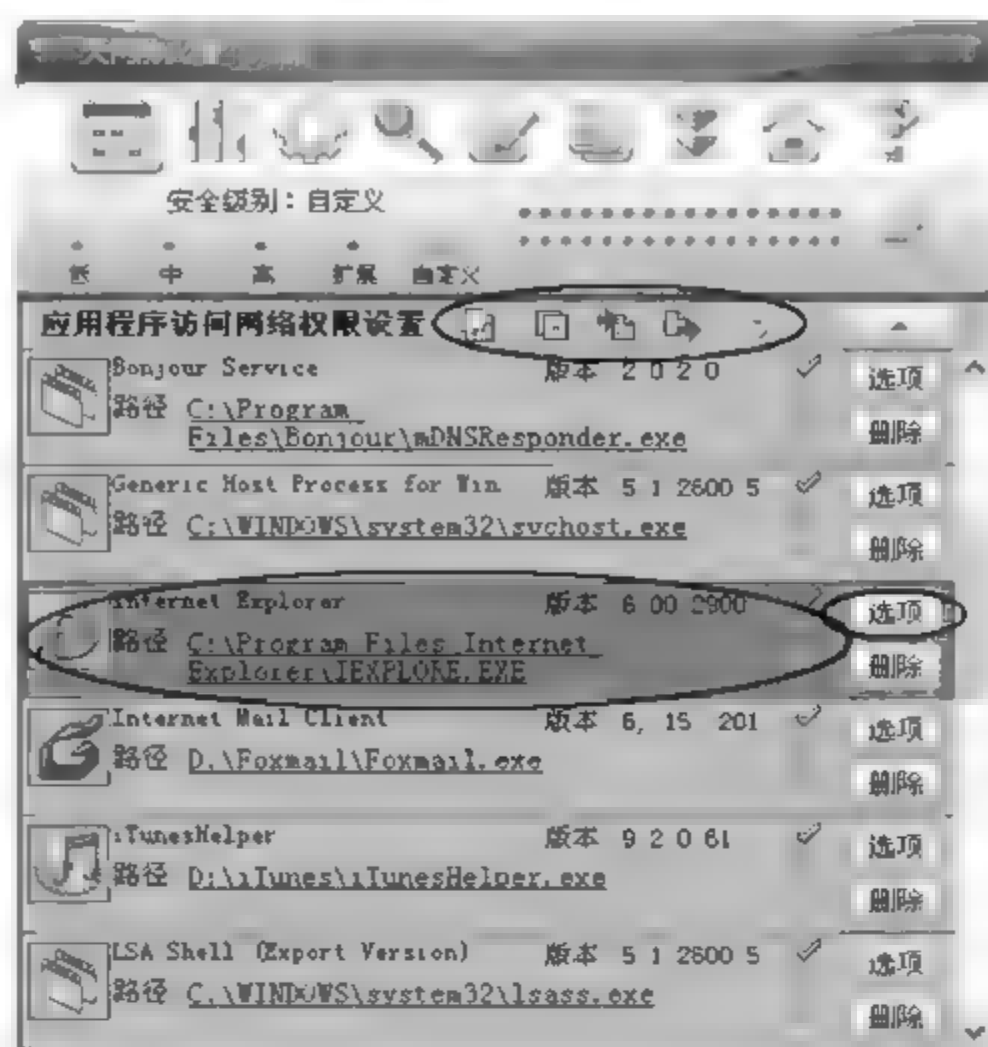 安全级别：自定义
低 中 高 扩展 自定义
应用程序访问网络权限设置
Bonjour Service 版本 2 0 2 0 选项
路径 C:\Program
Files\Bonjour\mDNSResponder.exe 删除
Generic Host Process for Win 版本 5 1 2600 5 选项
路径 C:\WINDOWS\system32\svchost.exe
删除
Internet Explorer 版本 6 00 2900 选项
路径 C:\Program Files Internet
Explorer\IEXPLORE.EXE 删除
Internet Mail Client 版本 6, 15 201 选项
路径 D.\Foxmail\Foxmail.exe
删除
iTunesHelper 版本 9 2 0 61 选项
路径 D:\iTunes\iTunesHelper.exe
删除
LSA Shell (Export Version) 版本 5 1 2600 5 选项
路径 C.\WINDOWS\system32\lsass.exe
删除